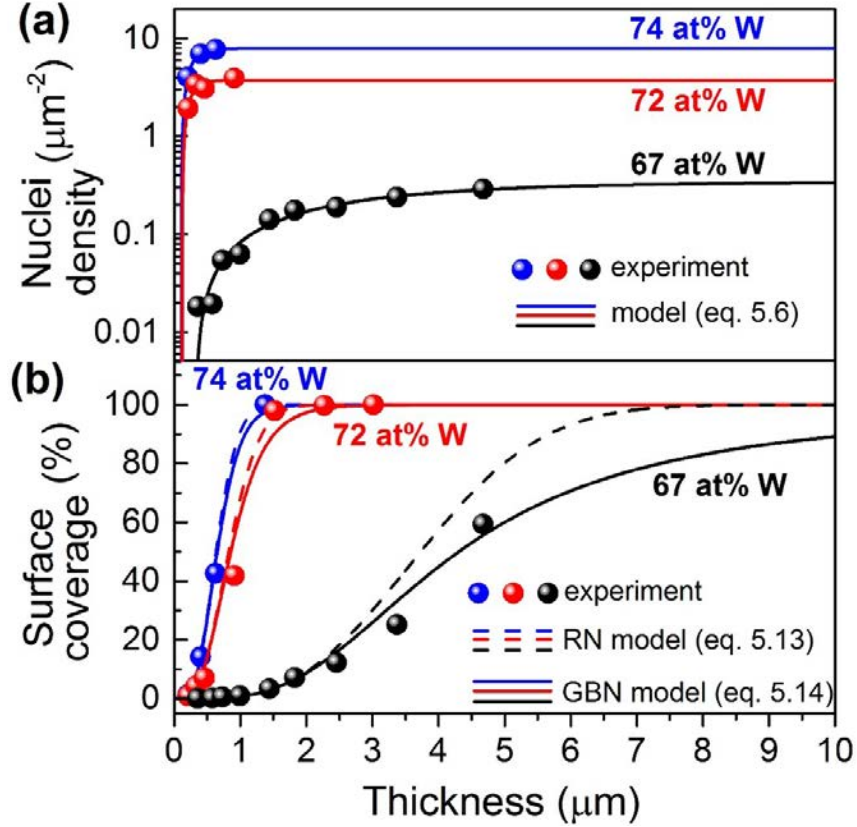 (a)
Nuclei (μm⁻²)
density
10
1
0.1
0.01
74 at% W
72 at% W
67 at% W
experiment
model (eq. 5.6)
(b)
Surface (%)
coverage
100
80
60
40
20
0
74 at% W
72 at% W
67 at% W
experiment
RN model (eq. 5.13)
GBN model (eq. 5.14)
0 1 2 3 4 5 6 7 8 9 10
Thickness (μm)